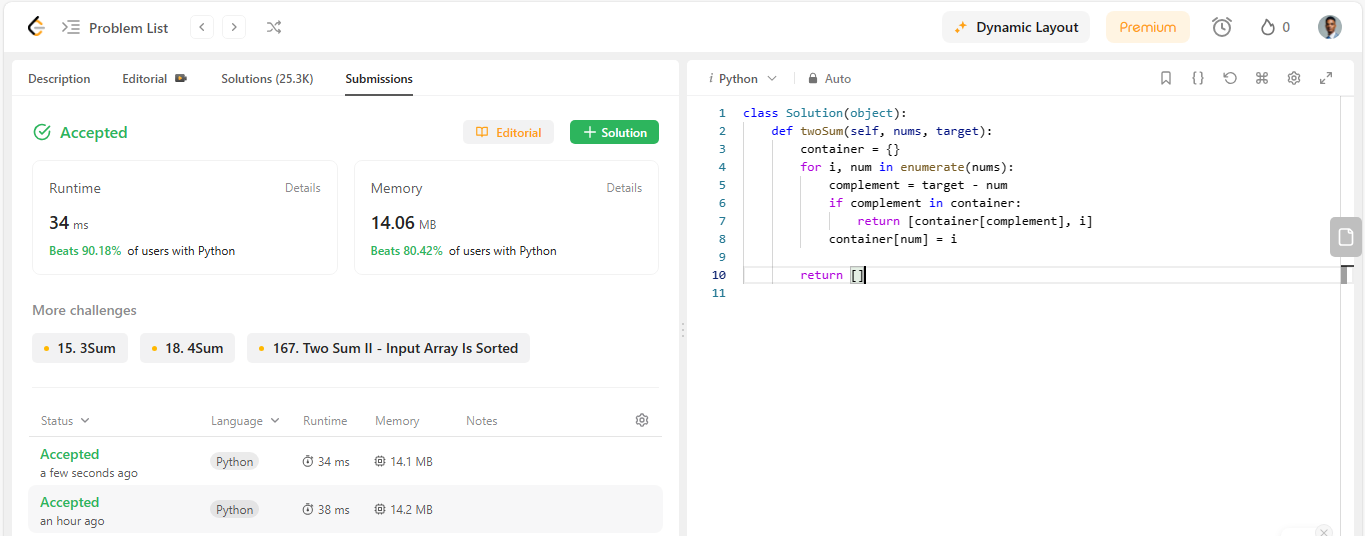 Problem List
Dynamic Layout
Premium
0
Description
Editorial
Solutions (25.3K)
Submissions
Accepted
Editorial
Solution
Runtime
Details
34 ms
Beats 90.18% of users with Python
Memory
Details
14.06 MB
Beats 80.42% of users with Python
More challenges
15. 3Sum
18. 4Sum
167. Two Sum II - Input Array Is Sorted
Status
Language
Runtime
Memory
Notes
Accepted
a few seconds ago
Python
34 ms
14.1 MB
Accepted
an hour ago
Python
38 ms
14.2 MB
i Python
Auto
1 class Solution(object):
2     def twoSum(self, nums, target):
3         container = {}
4         for i, num in enumerate(nums):
5             complement = target - num
6             if complement in container:
7                 return [container[complement], i]
8             container[num] = i
9
10         return []
11